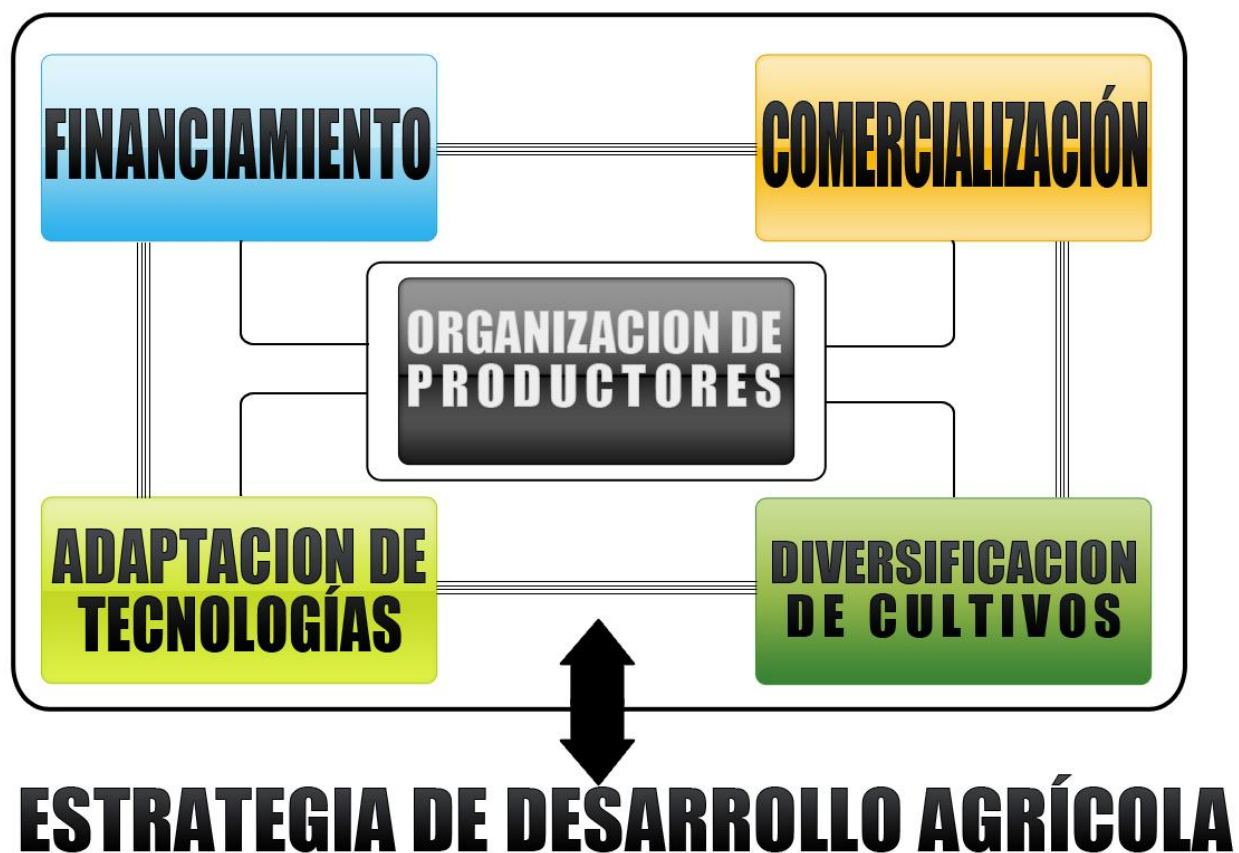 FINANCIAMIENTO
COMERCIALIZACIÓN
ORGANIZACION DE
PRODUCTORES
ADAPTACION DE
TECNOLOGÍAS
DIVERSIFICACION
DE CULTIVOS
ESTRATEGIA DE DESARROLLO AGRÍCOLA